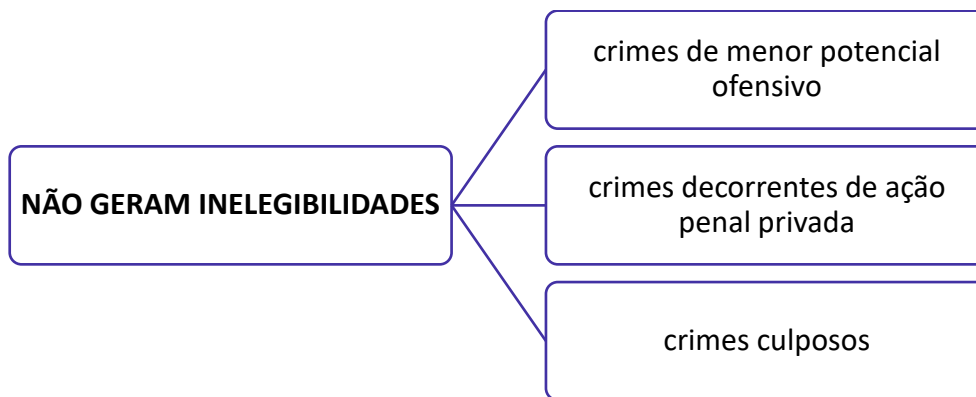 NÃO GERAM INELEGIBILIDADES
crimes de menor potencial
ofensivo
crimes decorrentes de ação
penal privada
crimes culposos